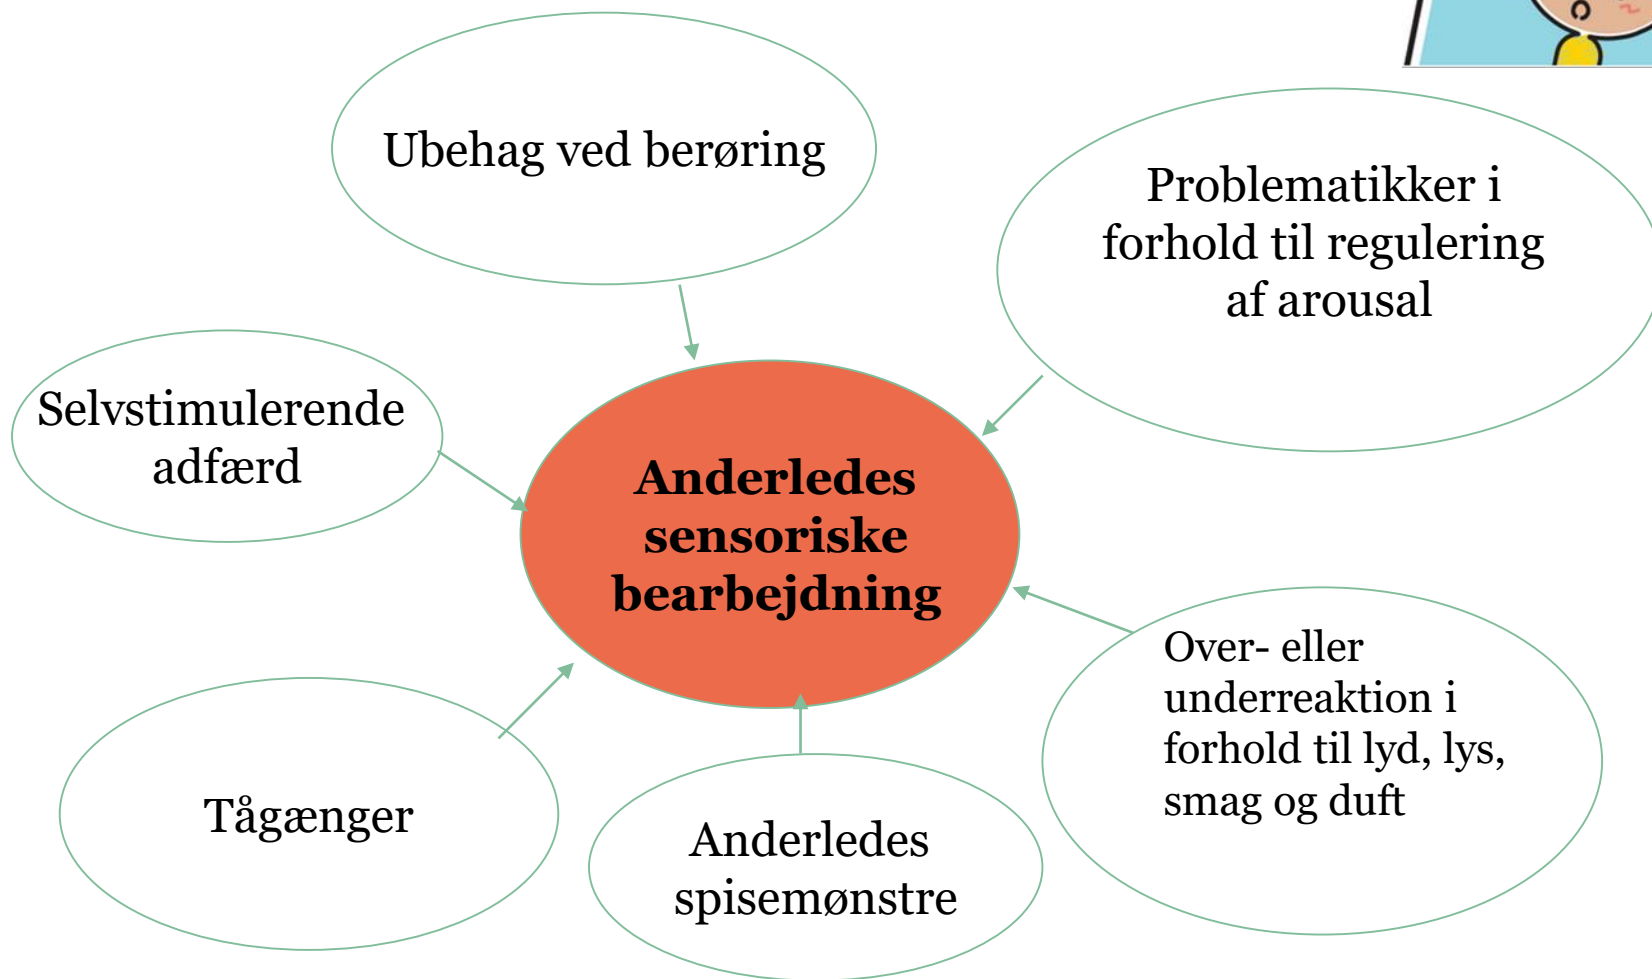 Ubehag ved berøring
Problematikker i
forhold til regulering
af arousal
Selvstimulerende
adfærd
Anderledes
sensoriske
bearbejdning
Over- eller
underreaktion i
forhold til lyd, lys,
smag og duft
Tågænger
Anderledes
spisemønstre